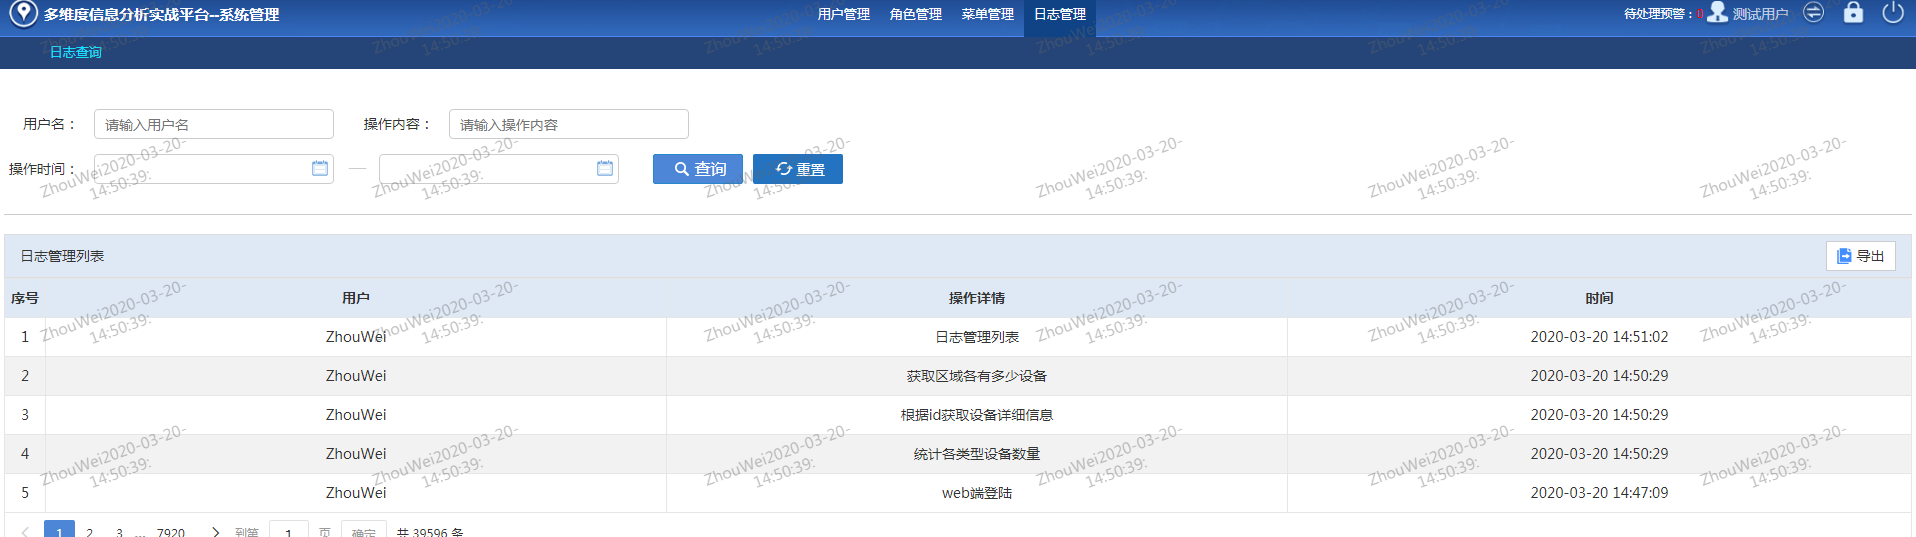 多维度信息分析实战平台--系统管理 用户管理 角色管理 菜单管理 日志管理 待处理预警：0 测试用户
日志查询
用户名： 请输入用户名 操作内容： 请输入操作内容
操作时间： — 查询 重置
日志管理列表 导出
序号 用户 操作详情 时间
1 ZhouWei 日志管理列表 2020-03-20 14:51:02
2 ZhouWei 获取区域各有多少设备 2020-03-20 14:50:29
3 ZhouWei 根据id获取设备详细信息 2020-03-20 14:50:29
4 ZhouWei 统计各类型设备数量 2020-03-20 14:50:29
5 ZhouWei web端登陆 2020-03-20 14:47:09
< 1 2 3 ... 7920 > 到第 1 页 确定 共 39596 条
ZhouWei2020-03-20-
14:50:39: